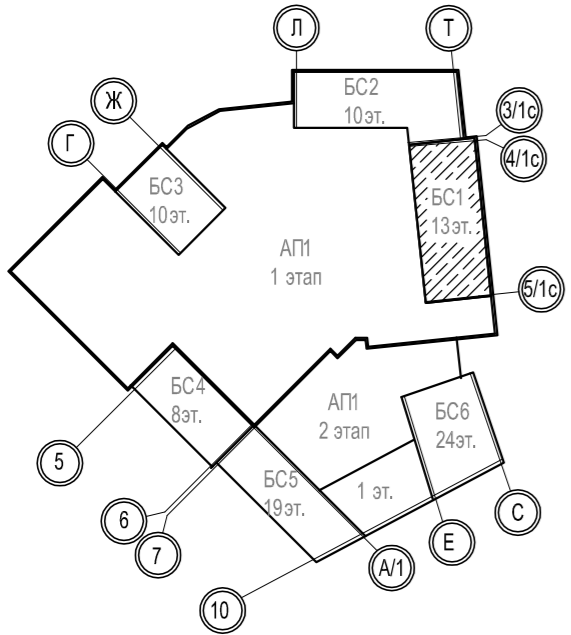 Л
Т
БС2
10эт.
Ж
3/1с
Г
4/1с
БС3
10эт.
БС1
13эт.
АП1
1 этап
5/1с
БС4
8эт.
АП1
2 этап
БС6
24эт.
5
БС5
19эт.
1 эт.
6
С
7
Е
А/1
10